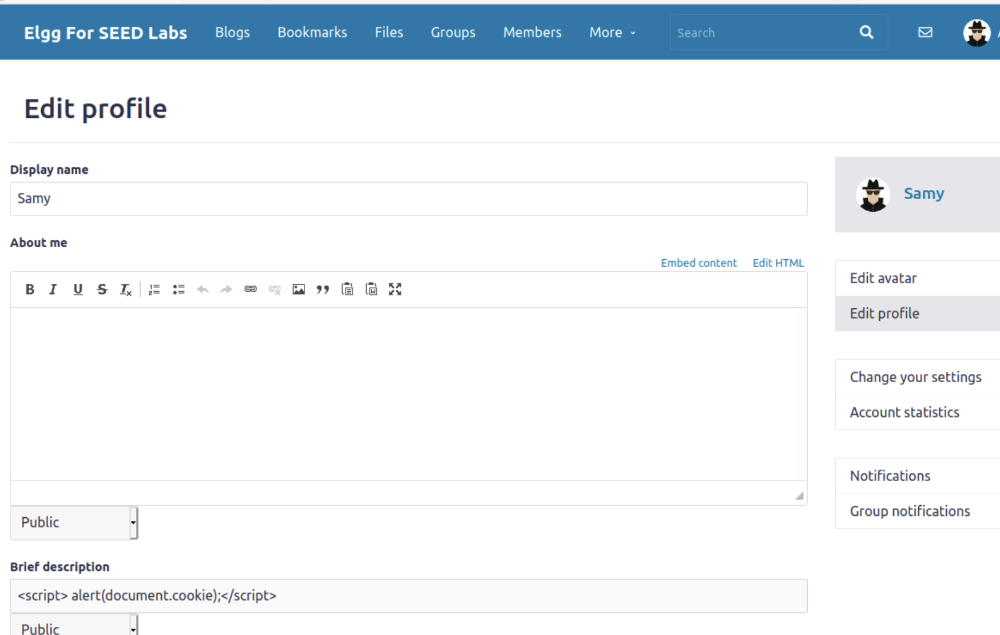 Elgg For SEED Labs Blogs Bookmarks Files Groups Members More Search
Edit profile
Display name
Samy
Samy
About me
Embed content Edit HTML
Edit avatar
Edit profile
Change your settings
Account statistics
Notifications
Group notifications
Public
Brief description
<script> alert(document.cookie);</script>
Public